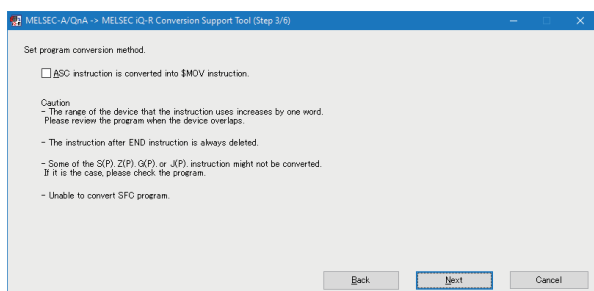 MELSEC-A/QnA -> MELSEC iQ-R Conversion Support Tool (Step 3/6)
Set program conversion method.
ASC instruction is converted into $MOV instruction.
Caution
- The range of the device that the instruction uses increases by one word.
Please review the program when the device overlaps.
- The instruction after END instruction is always deleted.
- Some of the S(P). Z(P). G(P). or J(P). instruction might not be converted.
If it is the case, please check the program.
- Unable to convert SFC program.
Back Next Cancel